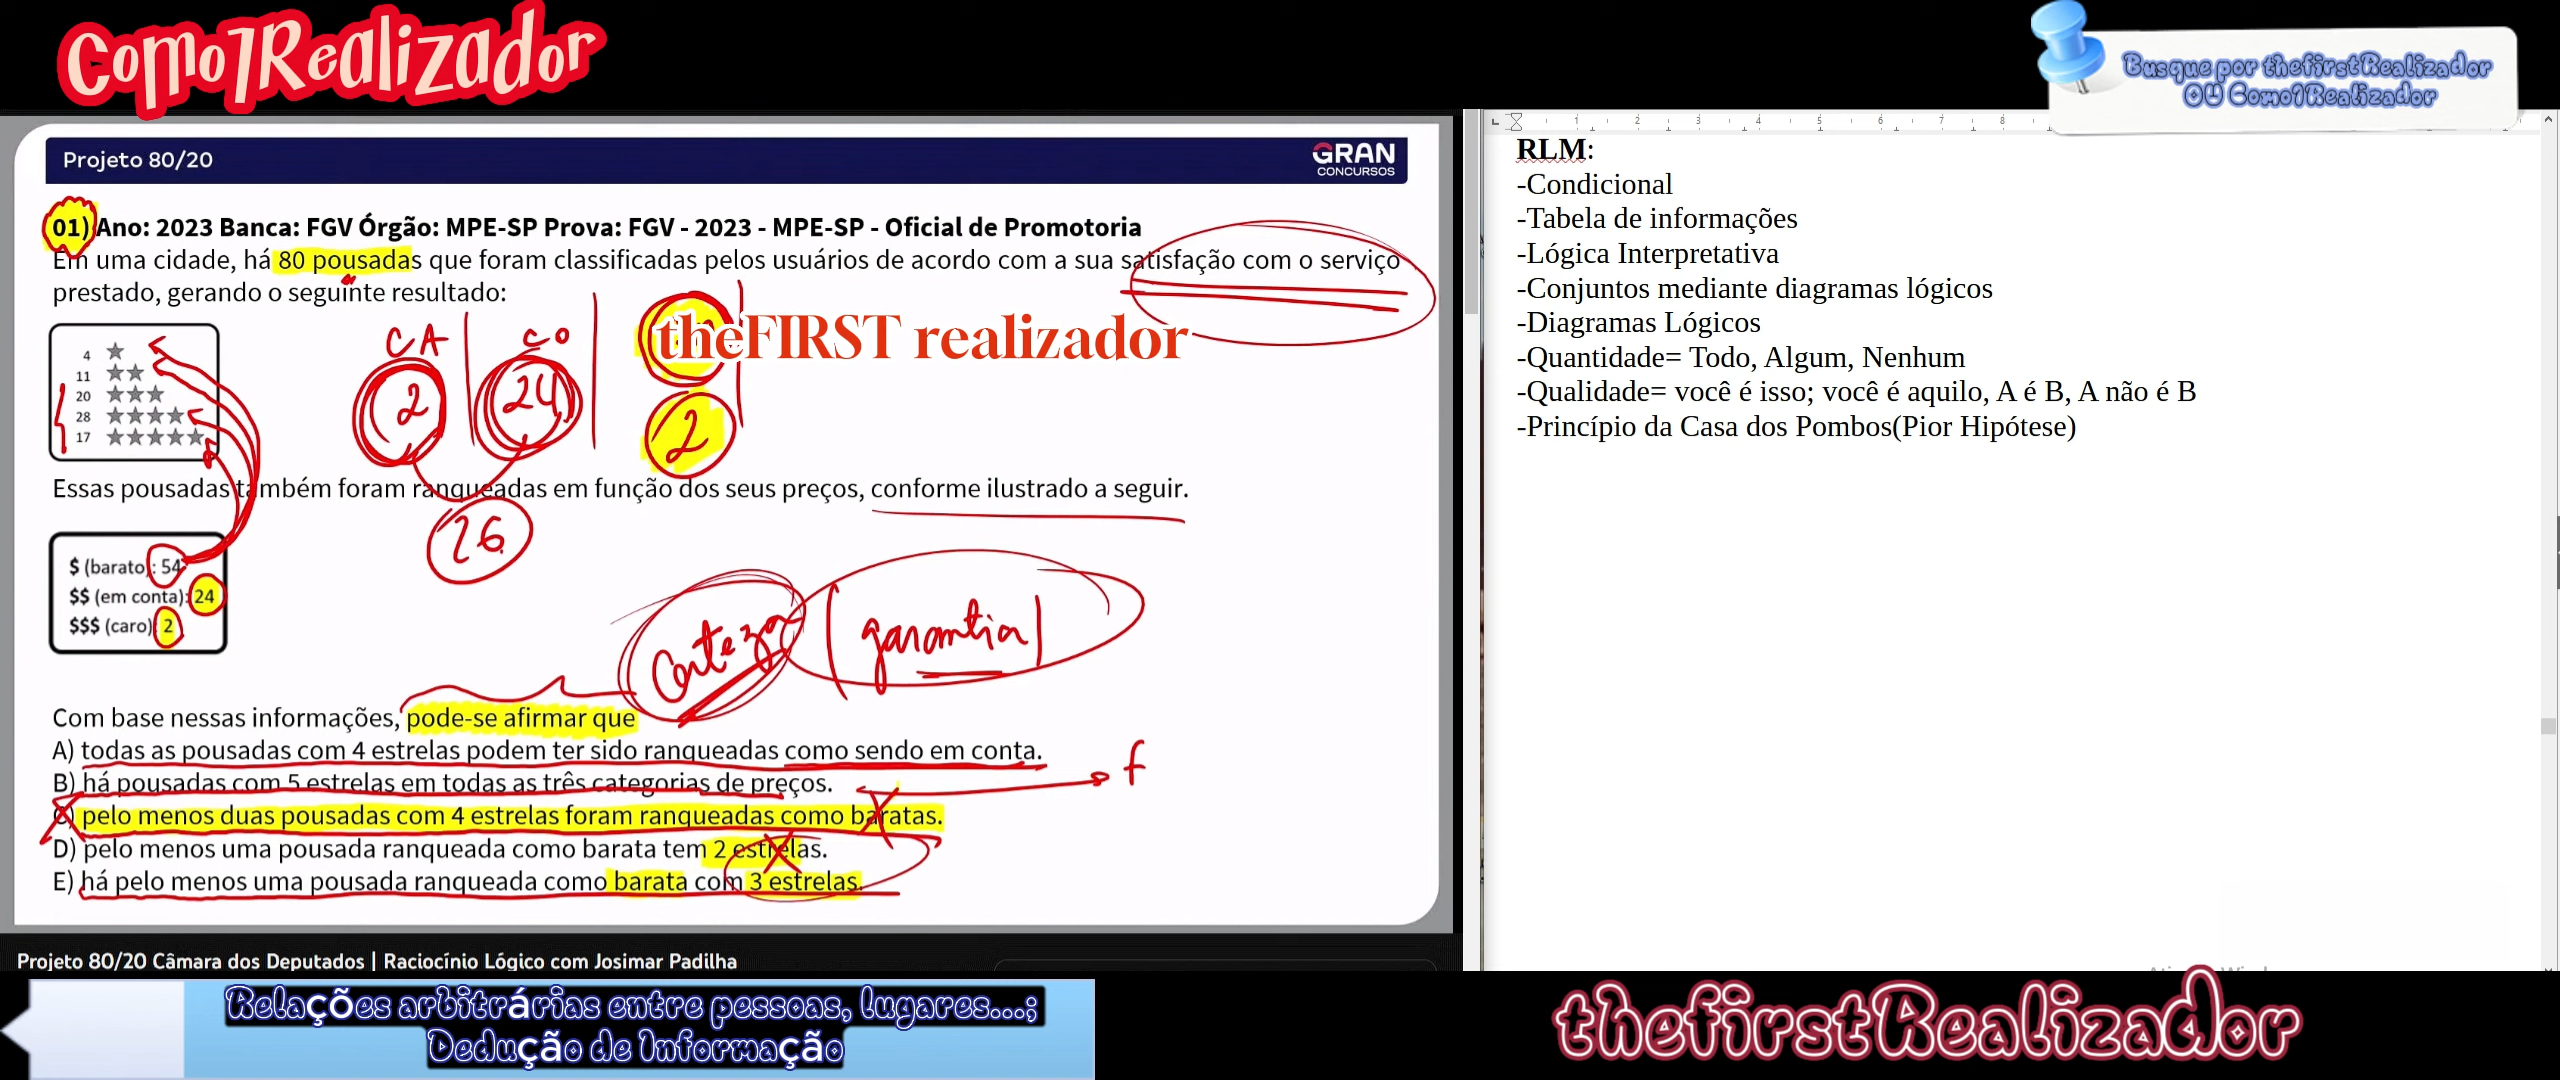 Como1Realizador
Busque por thefirstRealizador
OU Como1Realizador
Projeto 80/20
GRAN
CONCURSOS
01) Ano: 2023 Banca: FGV Órgão: MPE-SP Prova: FGV - 2023 - MPE-SP - Oficial de Promotoria
Em uma cidade, há 80 pousadas que foram classificadas pelos usuários de acordo com a sua satisfação com o serviço
prestado, gerando o seguinte resultado:
4 ★
11 ★★
20 ★★★
28 ★★★★
17 ★★★★★
CA
CO
2
24
theFIRST realizador
2
Essas pousadas também foram ranqueadas em função dos seus preços, conforme ilustrado a seguir.
26
$ (barato): 54
$$ (em conta): 24
$$$ (caro): 2
Certeza
(garantia)
Com base nessas informações, pode-se afirmar que
A) todas as pousadas com 4 estrelas podem ter sido ranqueadas como sendo em conta.
B) há pousadas com 5 estrelas em todas as três categorias de preços.
f
C) pelo menos duas pousadas com 4 estrelas foram ranqueadas como baratas.
D) pelo menos uma pousada ranqueada como barata tem 2 estrelas.
E) há pelo menos uma pousada ranqueada como barata com 3 estrelas.
Projeto 80/20 Câmara dos Deputados | Raciocínio Lógico com Josimar Padilha
Relações arbitrárias entre pessoas, lugares...;
Dedução de Informação
1 2 3 4 5 6 7 8
RLM:
-Condicional
-Tabela de informações
-Lógica Interpretativa
-Conjuntos mediante diagramas lógicos
-Diagramas Lógicos
-Quantidade= Todo, Algum, Nenhum
-Qualidade= você é isso; você é aquilo, A é B, A não é B
-Princípio da Casa dos Pombos(Pior Hipótese)
thefirstRealizador